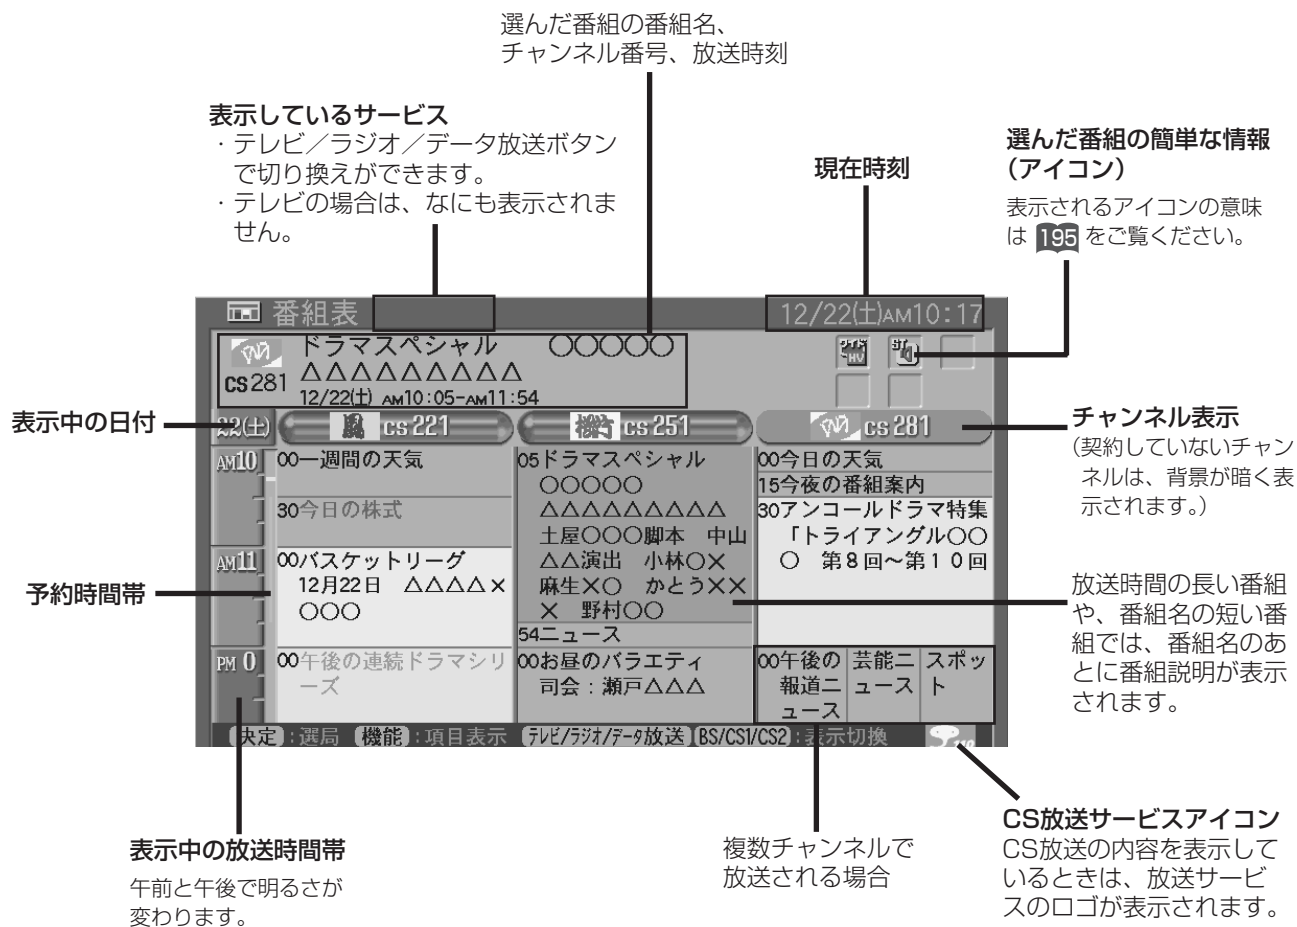 選んだ番組の番組名、
チャンネル番号、放送時刻
表示しているサービス
・テレビ／ラジオ／データ放送ボタン
で切り換えができます。
・テレビの場合は、なにも表示されま
せん。
現在時刻
選んだ番組の簡単な情報
（アイコン）
表示されるアイコンの意味
は 195 をご覧ください。
番組表
12/22(土)AM10:17
ドラマスペシャル　○○○○○
△△△△△△△△△
CS281
12/22(土) AM10:05-AM11:54
表示中の日付
22(土)
CS221
CS251
CS281
チャンネル表示
（契約していないチャン
ネルは、背景が暗く表
示されます。）
AM10
00一週間の天気
30今日の株式
05ドラマスペシャル
○○○○○
△△△△△△△△△
土屋○○○脚本　中山
△△演出　小林○×
麻生×○　かとう××
×　野村○○
54ニュース
00今日の天気
15今夜の番組案内
30アンコールドラマ特集
「トライアングル○○
○　第８回～第１０回
予約時間帯
AM11
00バスケットリーグ
12月22日　△△△△×
○○○
放送時間の長い番組
や、番組名の短い番
組では、番組名のあ
とに番組説明が表示
されます。
PM 0
00午後の連続ドラマシリ
ーズ
00お昼のバラエティ
司会：瀬戸△△△
00午後の
報道ニ
ュース
芸能ニ
ュース
スポッ
ト
決定：選局　機能：項目表示　テレビ/ラジオ/データ放送 BS/CS1/CS2：表示切換
110
表示中の放送時間帯
午前と午後で明るさが
変わります。
複数チャンネルで
放送される場合
CS放送サービスアイコン
CS放送の内容を表示して
いるときは、放送サービ
スのロゴが表示されます。